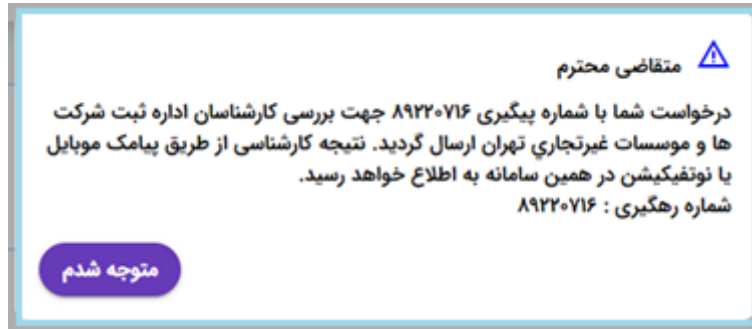 متقاضی محترم
درخواست شما با شماره پیگیری ۸۹۲۲۰۷۱۶ جهت بررسی کارشناسان اداره ثبت شرکت
ها و موسسات غیرتجاري تهران ارسال گردید. نتیجه کارشناسی از طریق پیامک موبایل
یا نوتفیکیشن در همین سامانه به اطلاع خواهد رسید.
شماره رهگیری : ۸۹۲۲۰۷۱۶
متوجه شدم